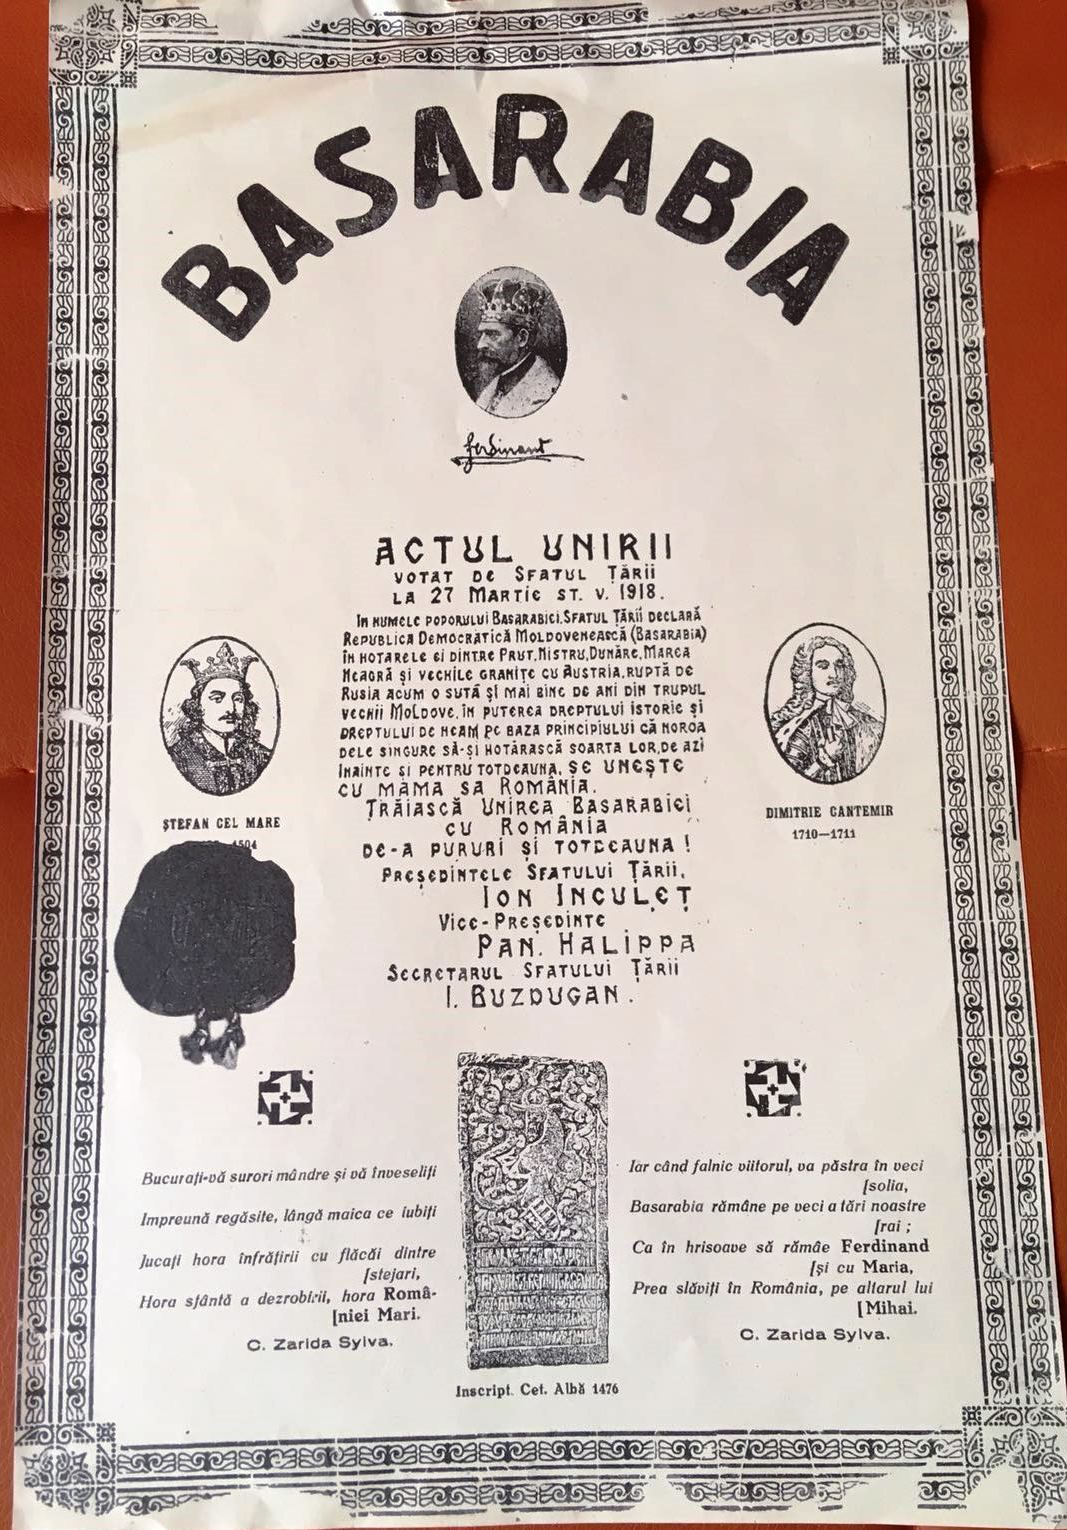 BASARABIA
Ferdinand
ACTUL UNIRII
VOTAT DE SFATUL ȚĂRII
LA 27 MARTIE ST. V. 1918.
ÎN NUMELE POPORULUI BASARABIEI, SFATUL ȚĂRII DECLARĂ
REPUBLICA DEMOCRATICĂ MOLDOVENEASCĂ (BASARABIA)
ÎN HOTARELE EI DINTRE PRUT, NISTRU, DUNĂRE, MAREA
NEAGRĂ ȘI VECHILE GRANIȚE CU AUSTRIA, RUPTĂ DE
RUSIA ACUM O SUTĂ ȘI MAI BINE DE ANI DIN TRUPUL
VECHII MOLDOVE, ÎN PUTEREA DREPTULUI ISTORIC ȘI
DREPTULUI DE NEAM PE BAZA PRINCIPIULUI CĂ NOROA
DELE SINGURE SĂ-ȘI HOTĂRASCĂ SOARTA LOR, DE AZI
ÎNAINTE ȘI PENTRU TOTDEAUNA, SE UNEȘTE
CU MAMA SA ROMÂNIA.
TRĂIASCĂ UNIREA BASARABIEI
CU ROMÂNIA
DE-A PURURI ȘI TOTDEAUNA!
PREȘEDINTELE SFATULUI ȚĂRII,
ION INCULEȚ
VICE-PREȘEDINTE
PAN. HALIPPA
SECRETARUL SFATULUI ȚĂRII
I. BUZDUGAN.
ȘTEFAN CEL MARE
1504
DIMITRIE CANTEMIR
1710—1711
Bucurați-vă surori mândre și vă înveseliți
Impreună regăsite, lângă maica ce iubiți
Jucați hora înfrățirii cu flăcăi dintre
[stejari,
Hora sfântă a dezrobirii, hora Româ-
[niei Mari.
C. Zarida Sylva.
Iar când falnic viitorul, va păstra în veci
[solia,
Basarabia rămâne pe veci a țări noastre
[rai;
Ca în hrisoave să rămâe Ferdinand
[și cu Maria,
Prea slăviți în România, pe altarul lui
[Mihai.
C. Zarida Sylva.
Inscript. Cet. Albă 1476